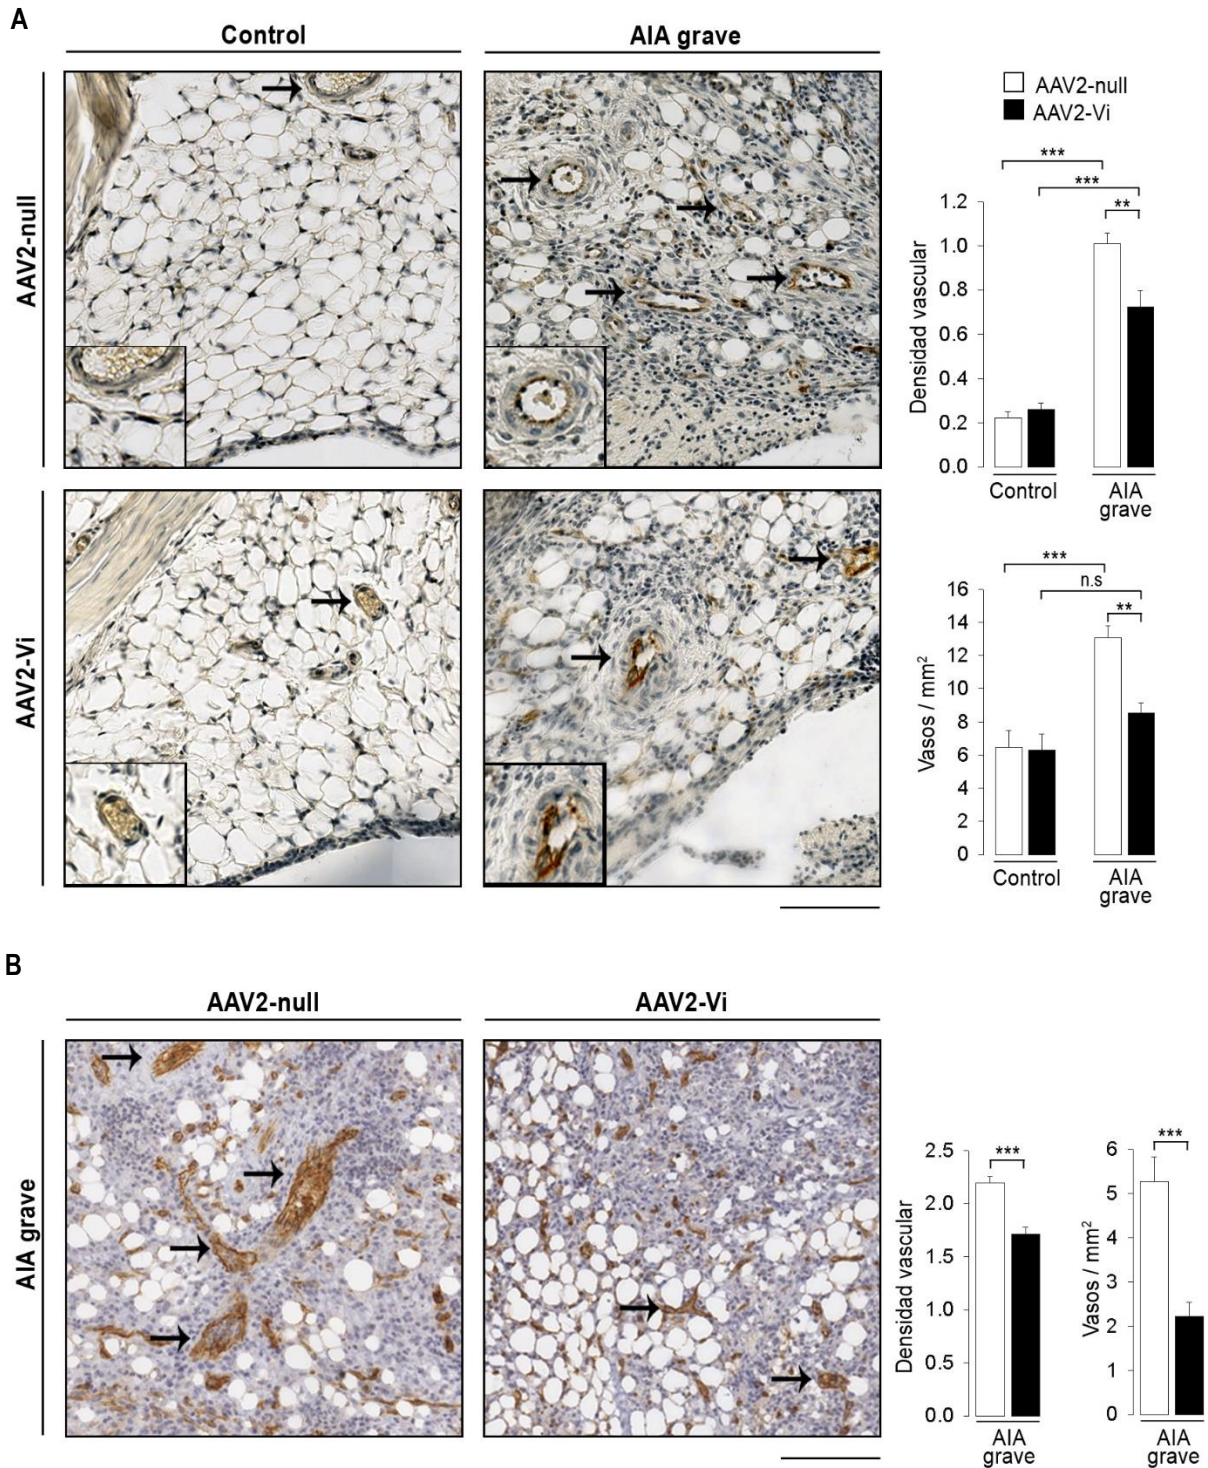 A
Control
AIA grave
AAV2-null
AAV2-Vi
AAV2-null
AAV2-Vi
***
***
**
Densidad vascular
1.2
1.0
0.8
0.6
0.4
0.2
0.0
Control
AIA
grave
***
n.s
**
Vasos / mm²
16
14
12
10
8
6
4
2
0
Control
AIA
grave
B
AAV2-null
AAV2-Vi
AIA grave
***
Densidad vascular
2.5
2.0
1.5
1.0
0.5
0.0
AIA
grave
***
Vasos / mm²
6
5
4
3
2
1
0
AIA
grave